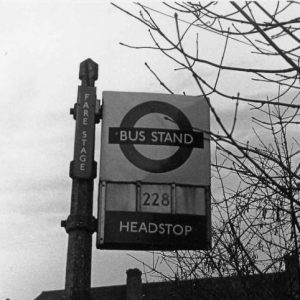 FARE STAGE
BUS STAND
228
HEADSTOP